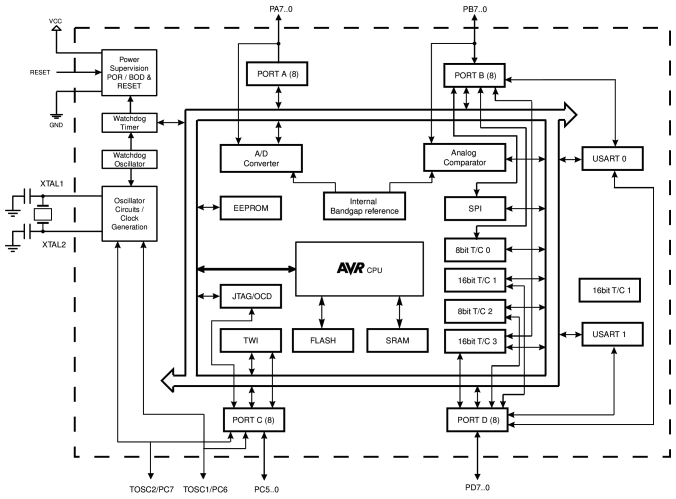 PA7..0
PB7..0
VCC
Power
Supervision
POR / BOD &
RESET
RESET
GND
PORT A (8)
PORT B (8)
Watchdog
Timer
Watchdog
Oscillator
XTAL1
XTAL2
Oscillator
Circuits /
Clock
Generation
A/D
Converter
Analog
Comparator
USART 0
EEPROM
Internal
Bandgap reference
SPI
8bit T/C 0
AVR CPU
16bit T/C 1
16bit T/C 1
JTAG/OCD
8bit T/C 2
TWI
FLASH
SRAM
16bit T/C 3
USART 1
PORT C (8)
PORT D (8)
TOSC2/PC7
TOSC1/PC6
PC5..0
PD7..0